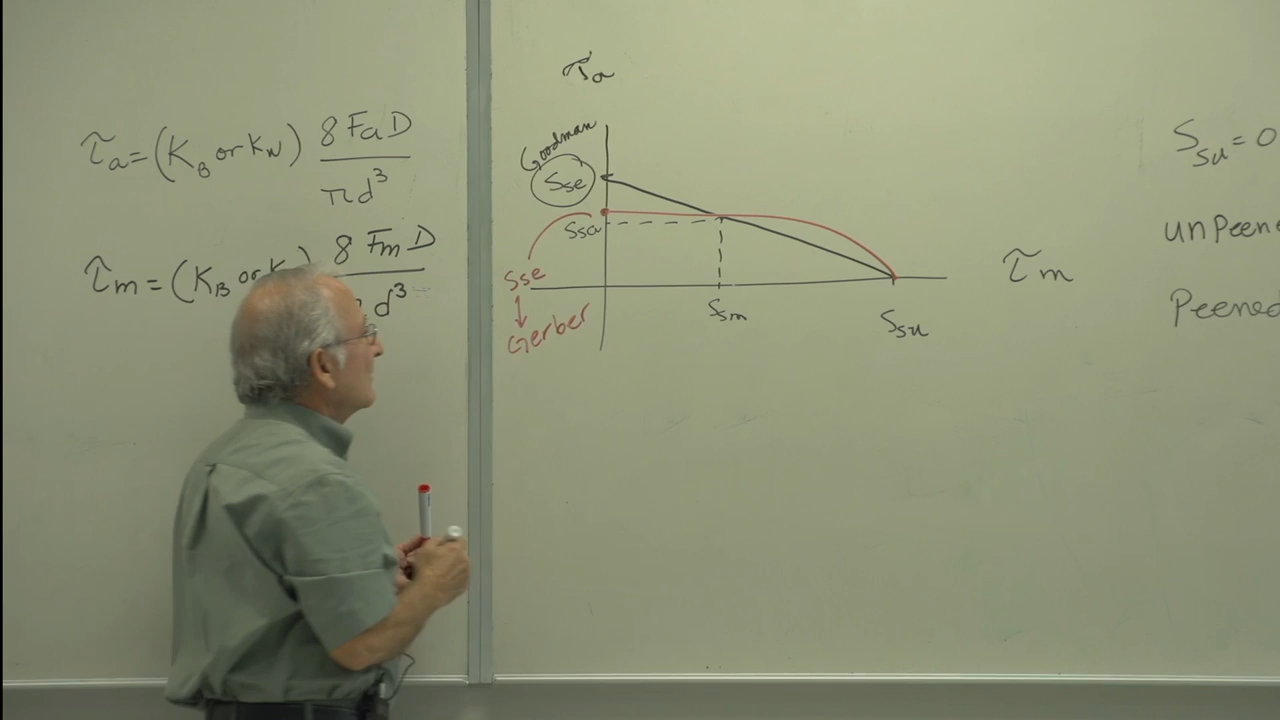 τa = (KB or KN) 8 Fa D / πd³
τm = (KB or K 8 Fm D / d³
τa
Goodman
Sse
Ssa
Sse
↓
Gerber
Ssm
Ssu
τm
Ssu = 0
unPeene
Peened